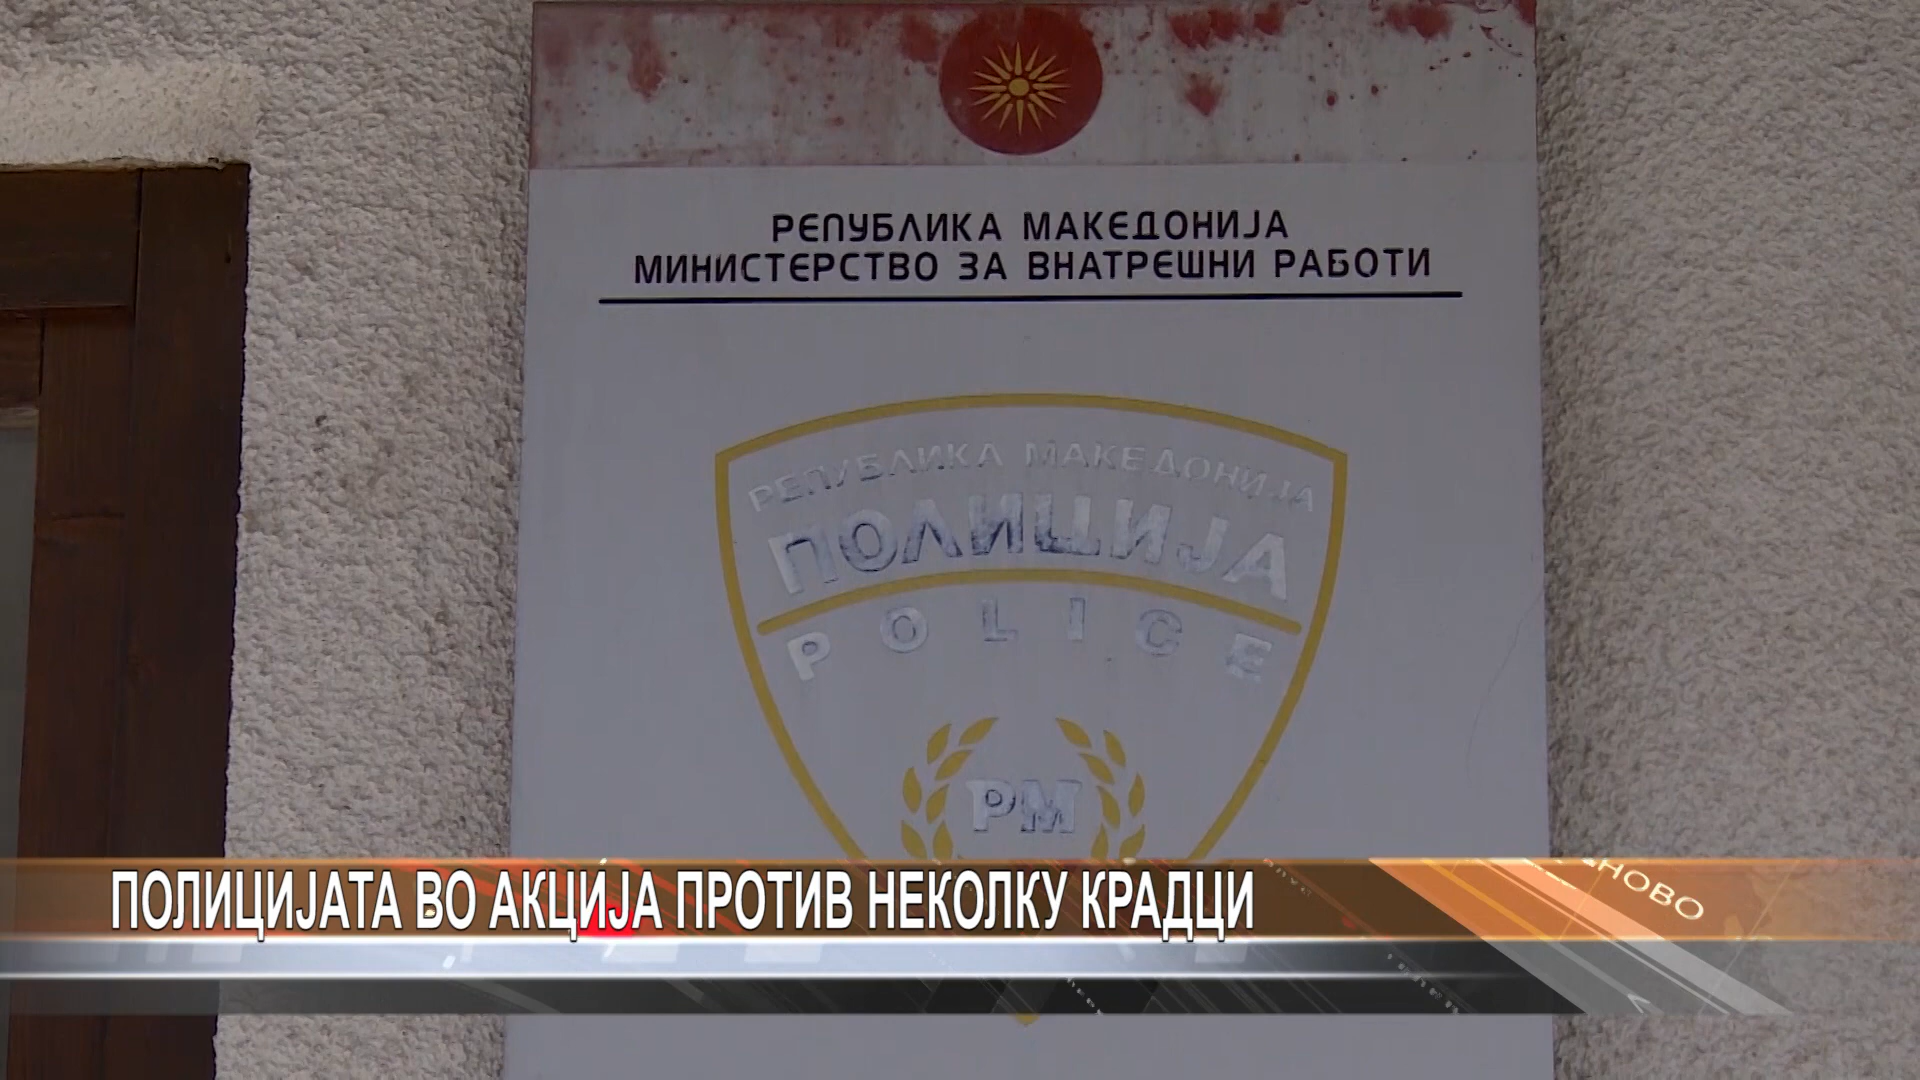 РЕПУБЛИКА МАКЕДОНИЈА
МИНИСТЕРСТВО ЗА ВНАТРЕШНИ РАБОТИ
РЕПУБЛИКА МАКЕДОНИЈА
ПОЛИЦИЈА
POLICE
РМ
ПОЛИЦИЈАТА ВО АКЦИЈА ПРОТИВ НЕКОЛКУ КРАДЦИ